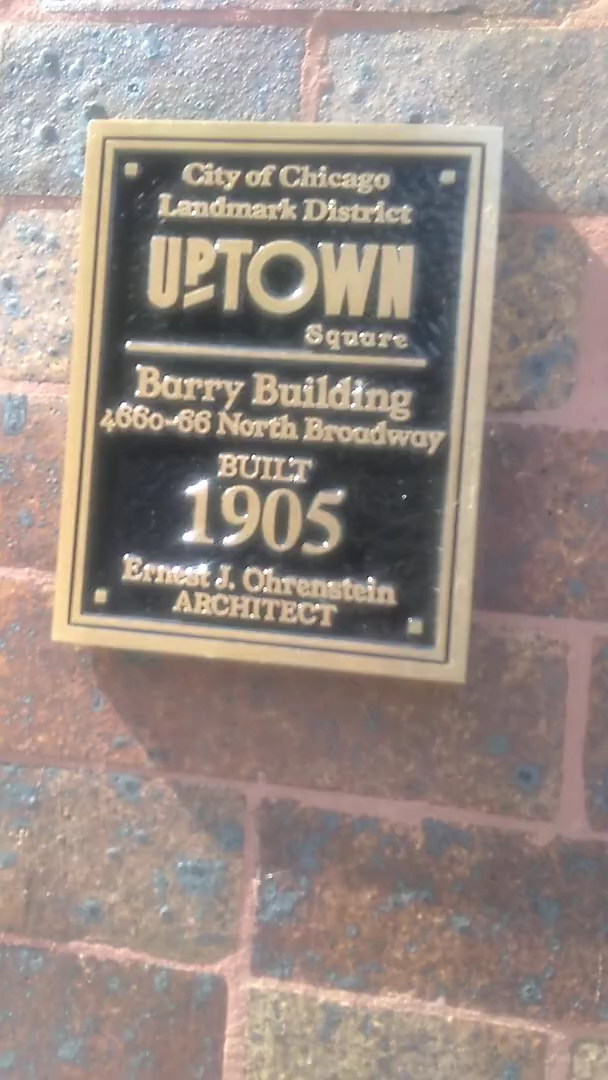 City of Chicago
Landmark District
UPTOWN
Square
Barry Building
4660-66 North Broadway
BUILT
1905
Ernest J. Ohrenstein
ARCHITECT